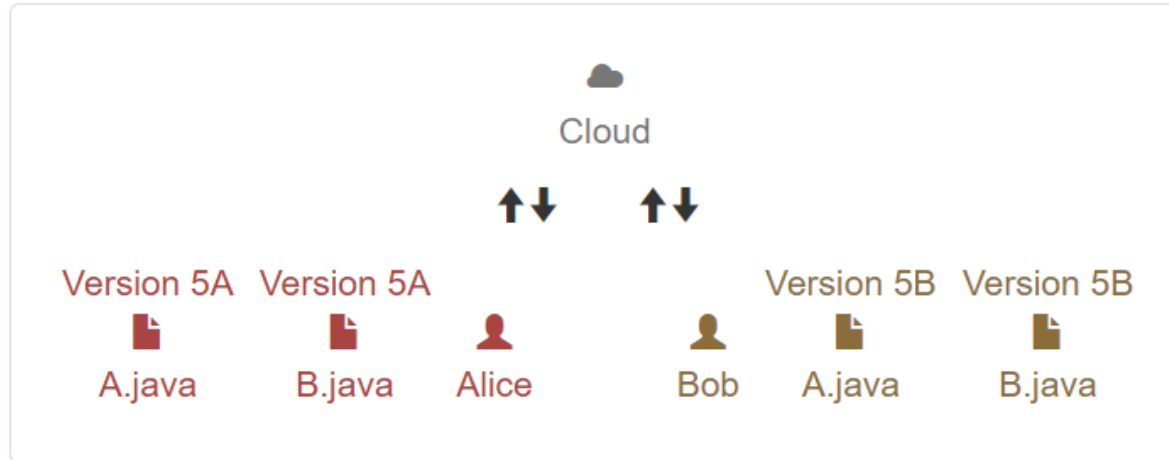 Cloud
Version 5A Version 5A Version 5B Version 5B
A.java B.java Alice Bob A.java B.java